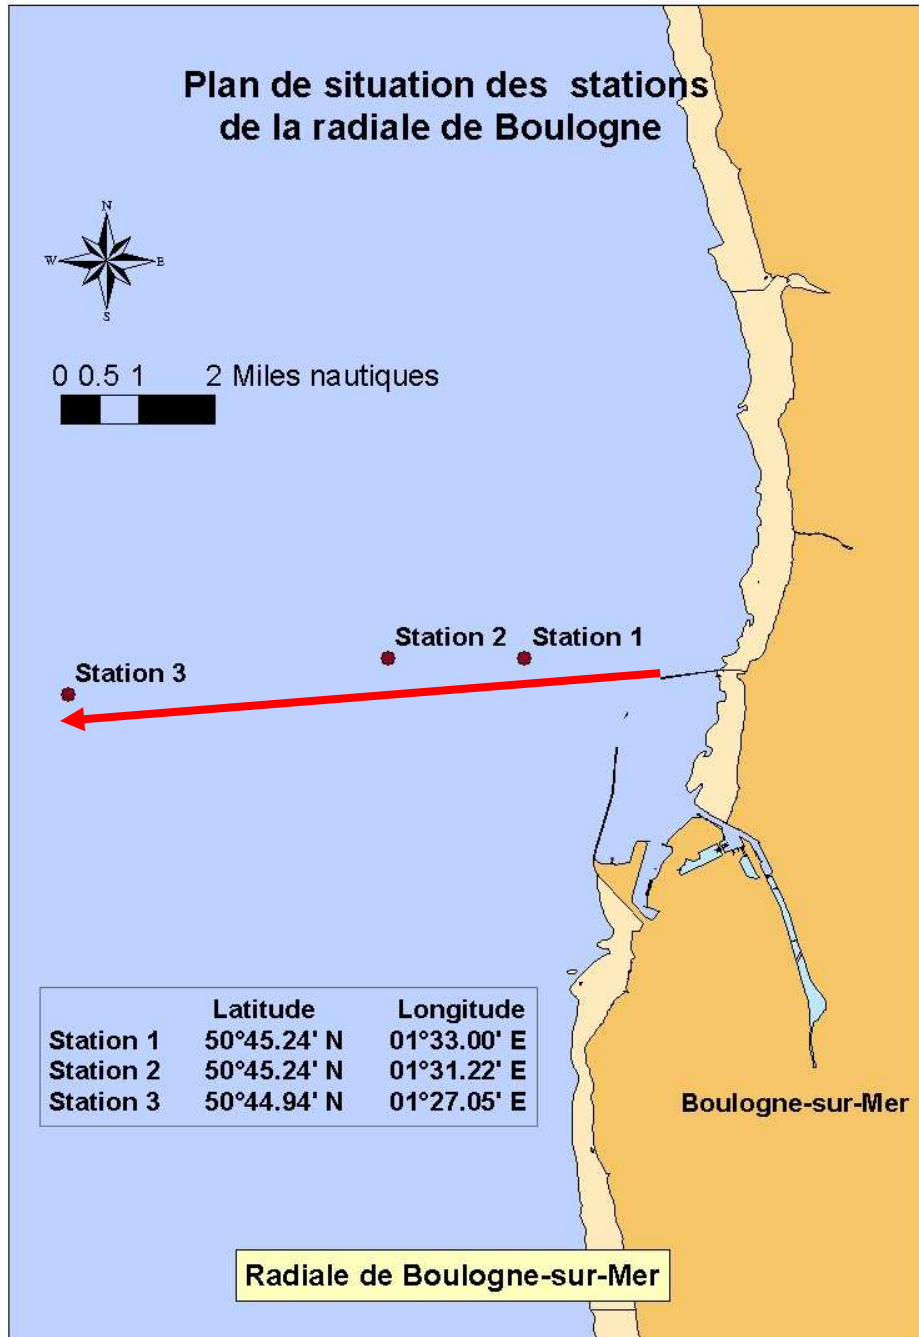 Plan de situation des stations
de la radiale de Boulogne
N
W E
S
0 0.5 1 2 Miles nautiques
Station 2 Station 1
Station 3
Latitude Longitude
Station 1 50°45.24' N 01°33.00' E
Station 2 50°45.24' N 01°31.22' E
Station 3 50°44.94' N 01°27.05' E
Boulogne-sur-Mer
Radiale de Boulogne-sur-Mer